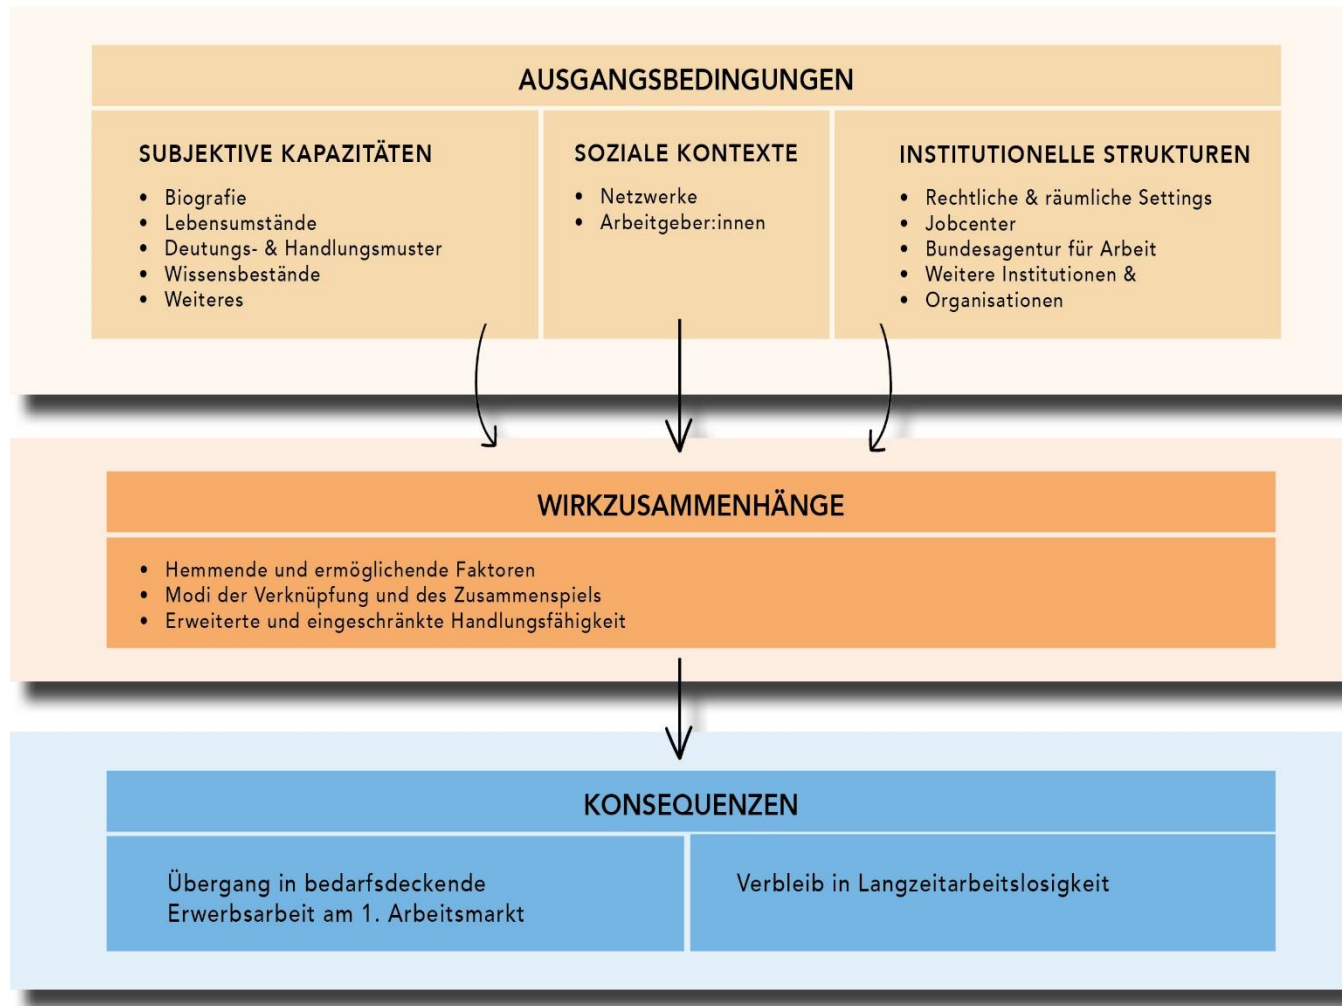 AUSGANGSBEDINGUNGEN
SUBJEKTIVE KAPAZITÄTEN
• Biografie
• Lebensumstände
• Deutungs- & Handlungsmuster
• Wissensbestände
• Weiteres
SOZIALE KONTEXTE
• Netzwerke
• Arbeitgeber:innen
INSTITUTIONELLE STRUKTUREN
• Rechtliche & räumliche Settings
• Jobcenter
• Bundesagentur für Arbeit
• Weitere Institutionen &
• Organisationen
WIRKZUSAMMENHÄNGE
• Hemmende und ermöglichende Faktoren
• Modi der Verknüpfung und des Zusammenspiels
• Erweiterte und eingeschränkte Handlungsfähigkeit
KONSEQUENZEN
Übergang in bedarfsdeckende
Erwerbsarbeit am 1. Arbeitsmarkt
Verbleib in Langzeitarbeitslosigkeit